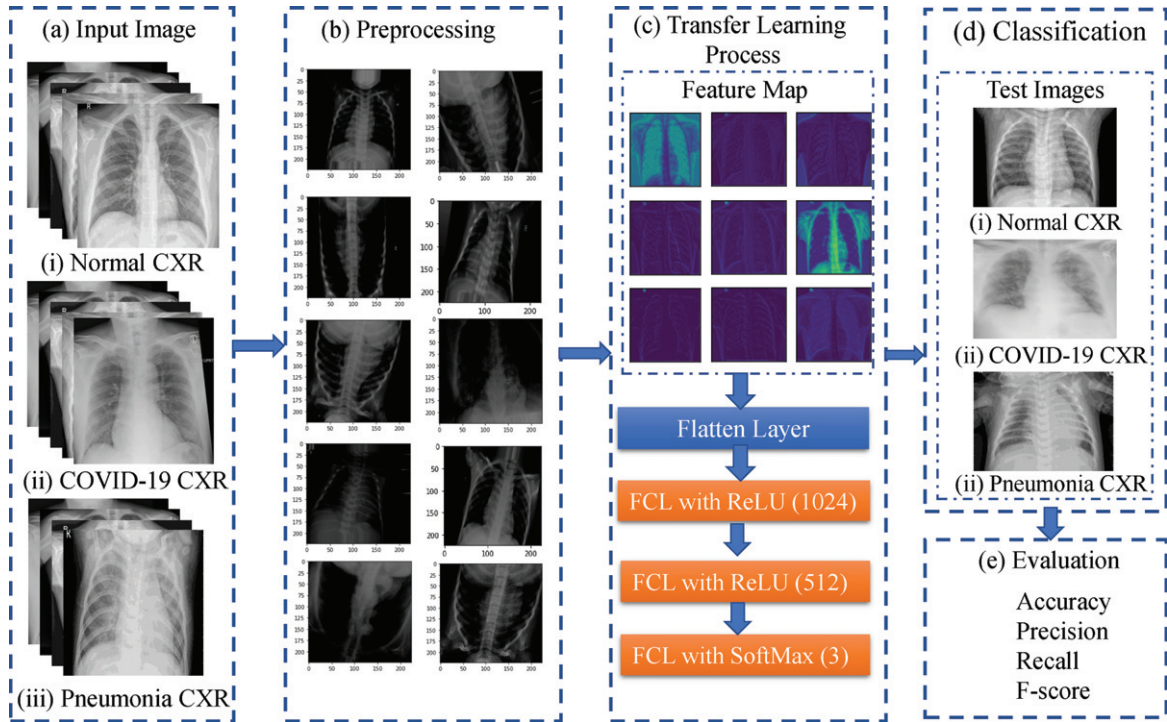 (a) Input Image
(i) Normal CXR
(ii) COVID-19 CXR
(iii) Pneumonia CXR
(b) Preprocessing
(c) Transfer Learning
Process
Feature Map
Flatten Layer
FCL with ReLU (1024)
FCL with ReLU (512)
FCL with SoftMax (3)
(d) Classification
Test Images
(i) Normal CXR
(ii) COVID-19 CXR
(ii) Pneumonia CXR
(e) Evaluation
Accuracy
Precision
Recall
F-score